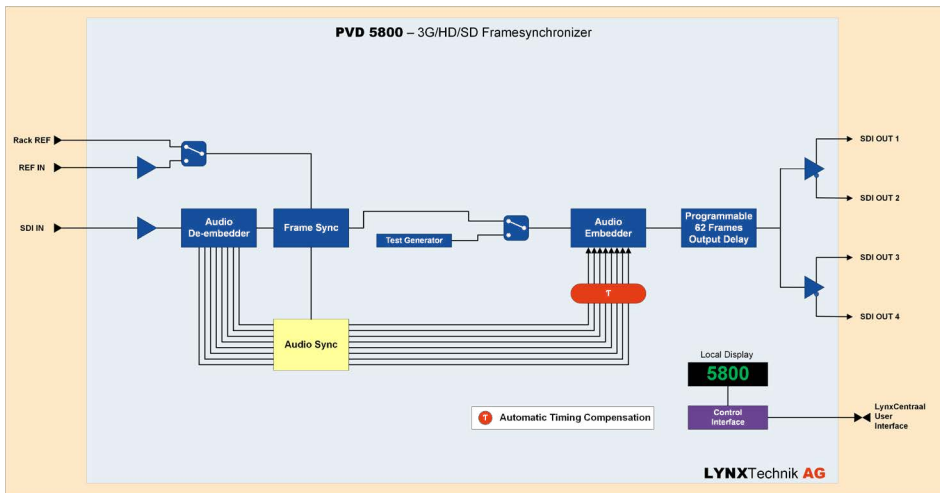 PVD 5800 – 3G/HD/SD Framesynchronizer
Rack REF
REF IN
SDI IN
Audio
De-embedder
Frame Sync
Test Generator
Audio
Embedder
Programmable
62 Frames
Output Delay
SDI OUT 1
SDI OUT 2
SDI OUT 3
SDI OUT 4
τ
Audio Sync
Local Display
5800
Control
Interface
LynxCentraal
User
Interface
τ Automatic Timing Compensation
LYNXTechnik AG